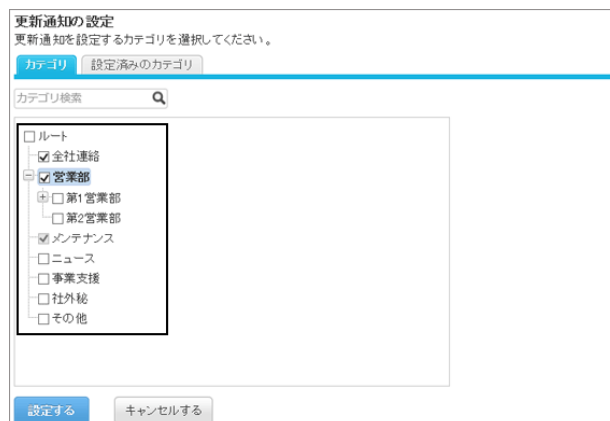 更新通知の設定
更新通知を設定するカテゴリを選択してください。
カテゴリ 設定済みのカテゴリ
カテゴリ検索
ルート
全社連絡
営業部
第1営業部
第2営業部
メンテナンス
ニュース
事業支援
社外秘
その他
設定する キャンセルする